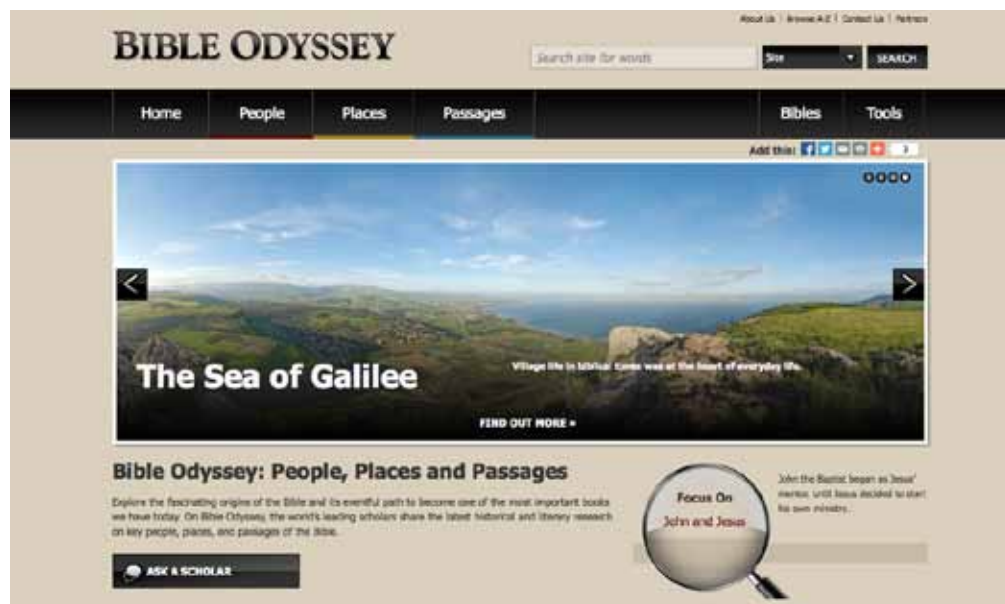 About Us | Browse A-Z | Contact Us | Partners
BIBLE ODYSSEY
Search site for words
Site
SEARCH
Home People Places Passages Bibles Tools
Add this: 3
< >
The Sea of Galilee
Village life in biblical times was at the heart of everyday life.
FIND OUT MORE »
Bible Odyssey: People, Places and Passages
Explore the fascinating origins of the Bible and its eventful path to become one of the most important books
we have today. On Bible Odyssey, the world's leading scholars share the latest historical and literary research
on key people, places, and passages of the Bible.
ASK A SCHOLAR
Focus On
John and Jesus
John the Baptist began as Jesus'
mentor, until Jesus decided to start
his own ministry.